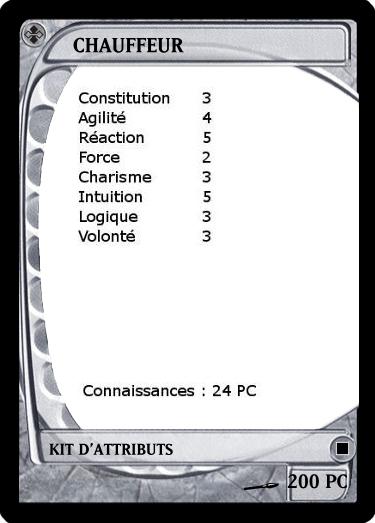 CHAUFFEUR
Constitution 3
Agilité 4
Réaction 5
Force 2
Charisme 3
Intuition 5
Logique 3
Volonté 3
Connaissances : 24 PC
KIT D'ATTRIBUTS
200 PC